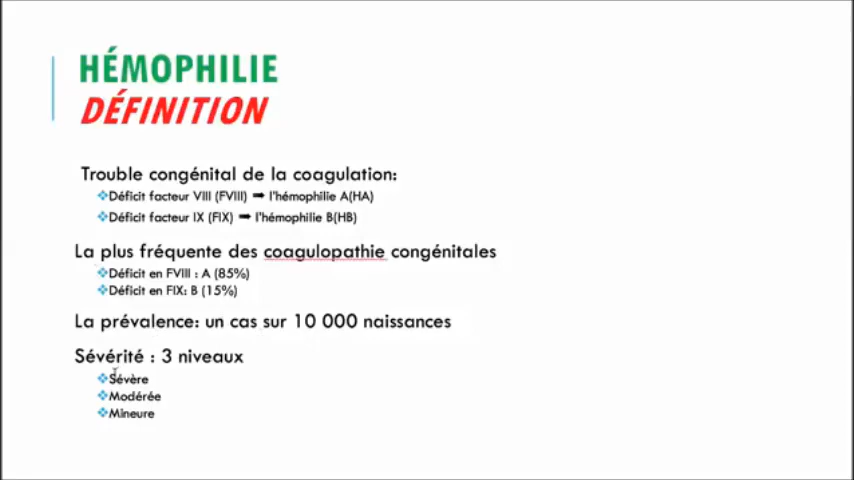 HÉMOPHILIE
DÉFINITION
Trouble congénital de la coagulation:
❖Déficit facteur VIII (FVIII) ➡ l'hémophilie A(HA)
❖Déficit facteur IX (FIX) ➡ l'hémophilie B(HB)
La plus fréquente des coagulopathie congénitales
❖Déficit en FVIII : A (85%)
❖Déficit en FIX: B (15%)
La prévalence: un cas sur 10 000 naissances
Sévérité : 3 niveaux
❖Sévère
❖Modérée
❖Mineure